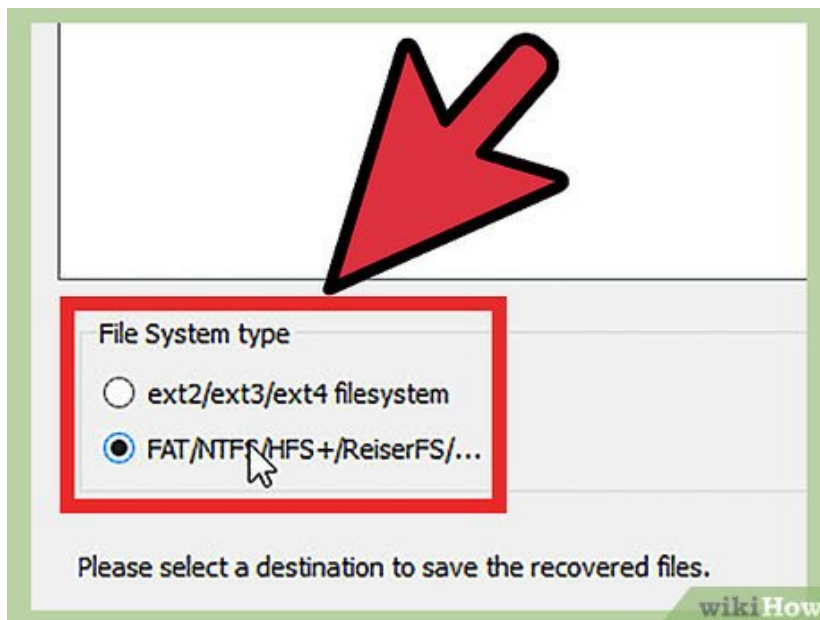 File System type
ext2/ext3/ext4 filesystem
FAT/NTFS/HFS+/ReiserFS/...
Please select a destination to save the recovered files.
wikiHow